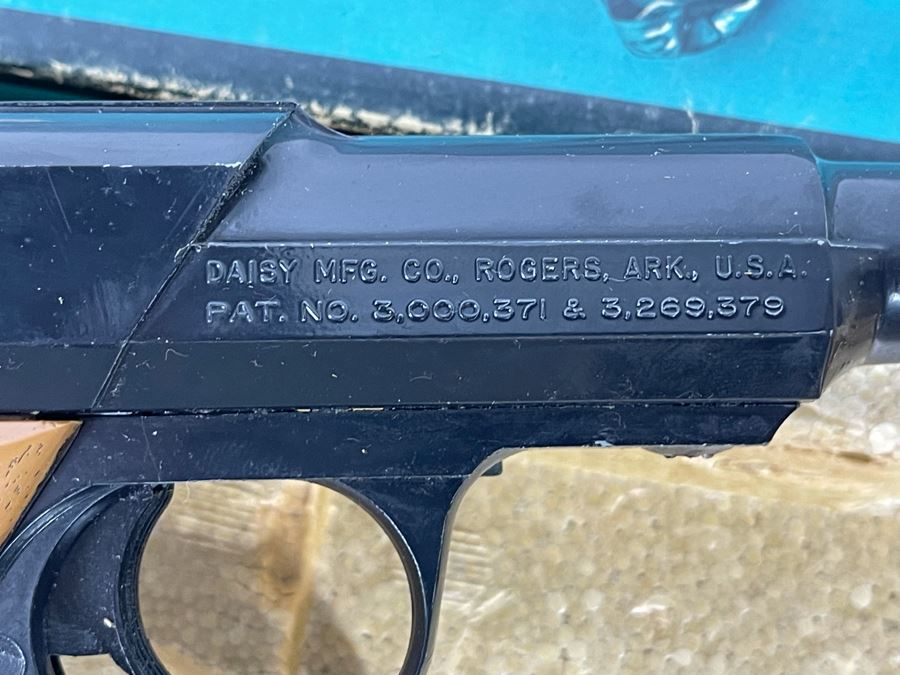 DAISY MFG. CO., ROGERS, ARK., U.S.A.
PAT. NO. 3,000,371 & 3,269,379